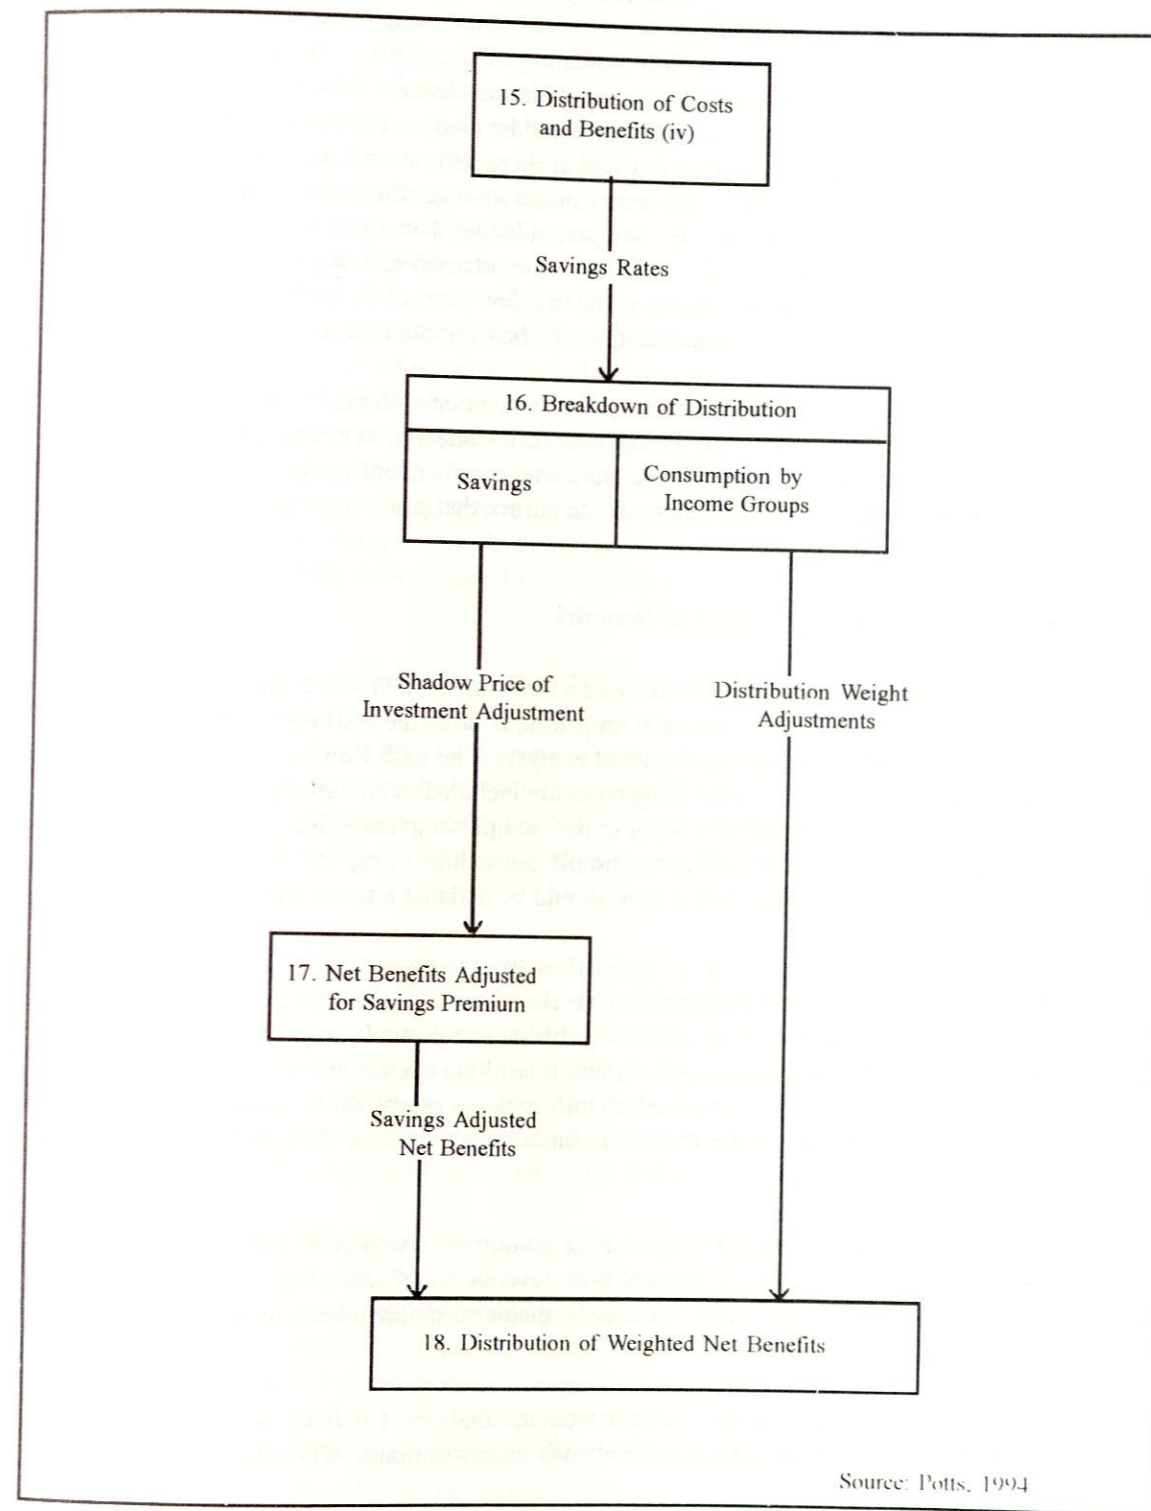 15. Distribution of Costs
and Benefits (iv)
Savings Rates
16. Breakdown of Distribution
Savings
Consumption by
Income Groups
Shadow Price of
Investment Adjustment
Distribution Weight
Adjustments
17. Net Benefits Adjusted
for Savings Premium
Savings Adjusted
Net Benefits
18. Distribution of Weighted Net Benefits
Source: Potts, 1994